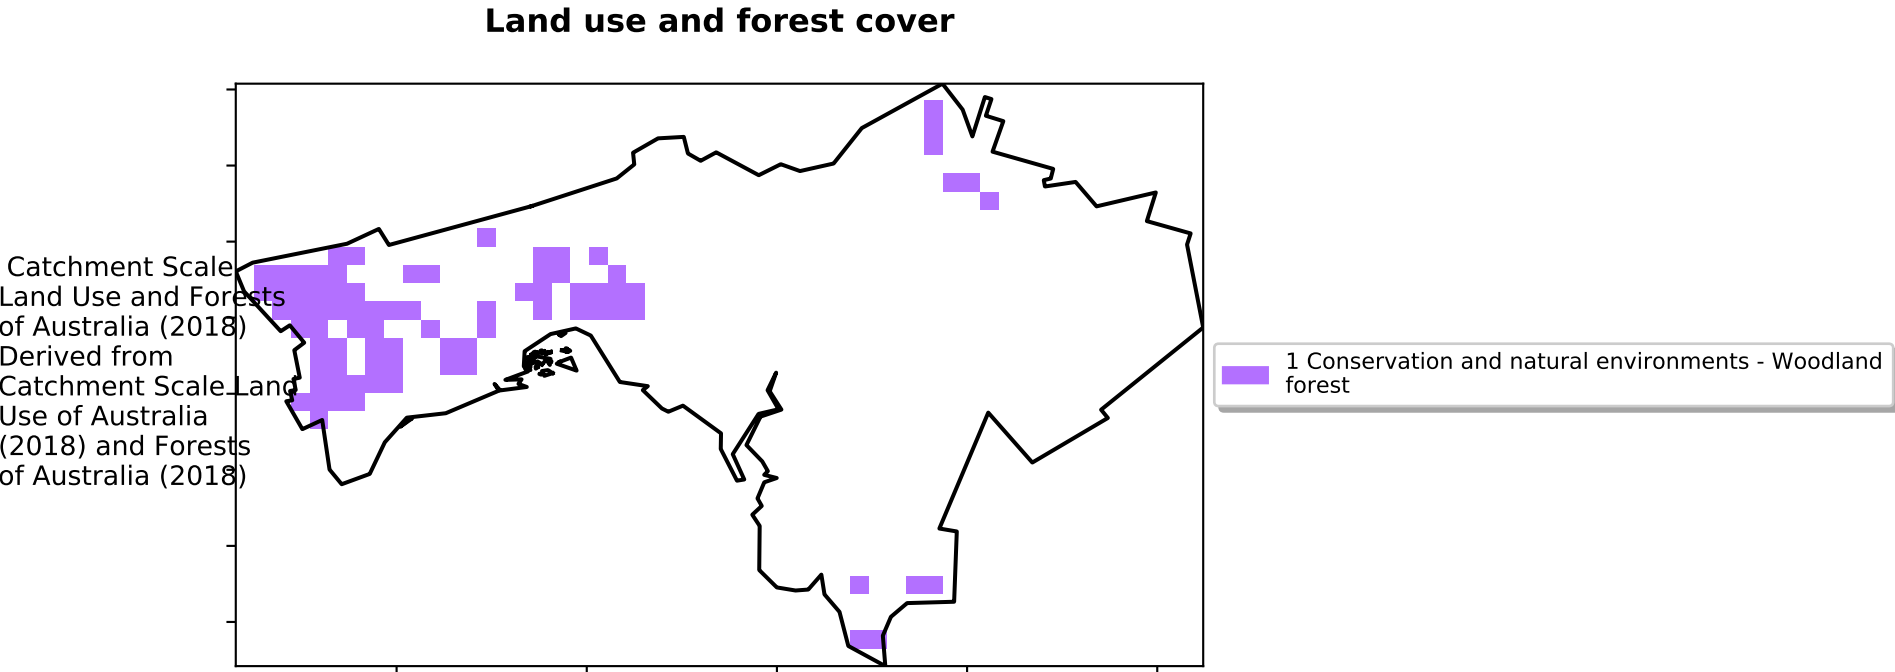 Land use and forest cover
Catchment Scale
Land Use and Forests
of Australia (2018)
Derived from
Catchment Scale Land
Use of Australia
(2018) and Forests
of Australia (2018)
1 Conservation and natural environments - Woodland
forest